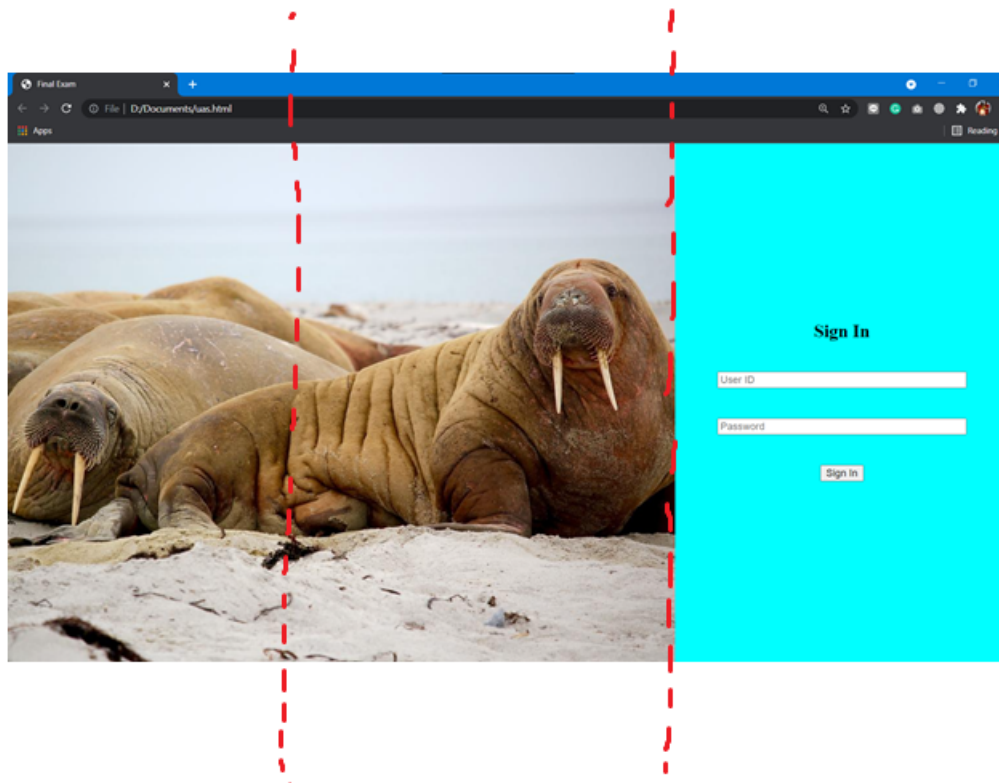 Final Exam
File | D:/Documents/uas.html
Apps
Reading
Sign In
User ID
Password
Sign In